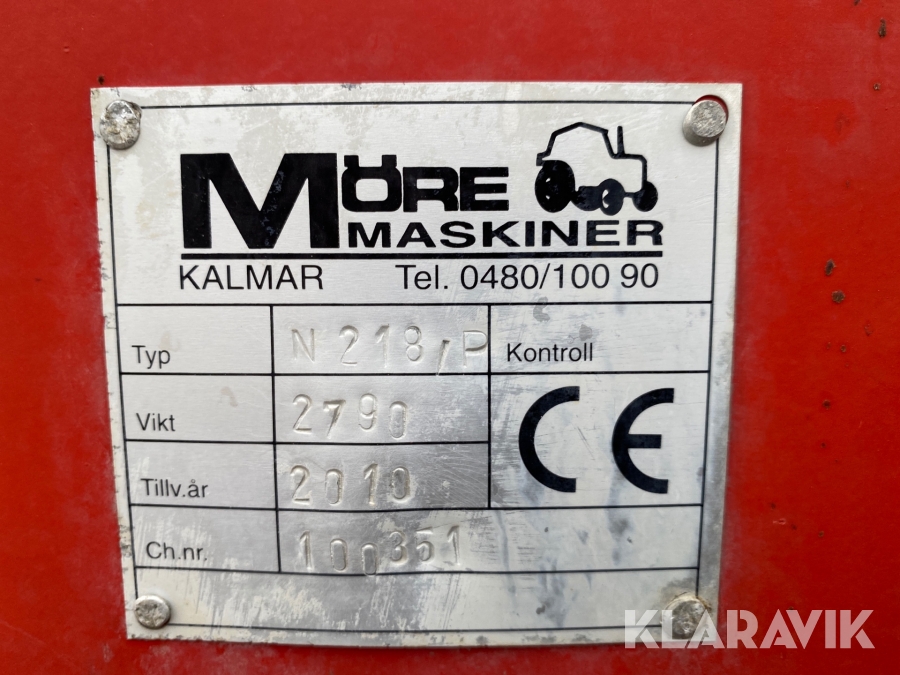 MÖRE
MASKINER
KALMAR Tel. 0480/100 90
Typ N 218/P Kontroll
Vikt 2790 CE
Tillv.år 2010
Ch.nr. 100351
KLARAVIK